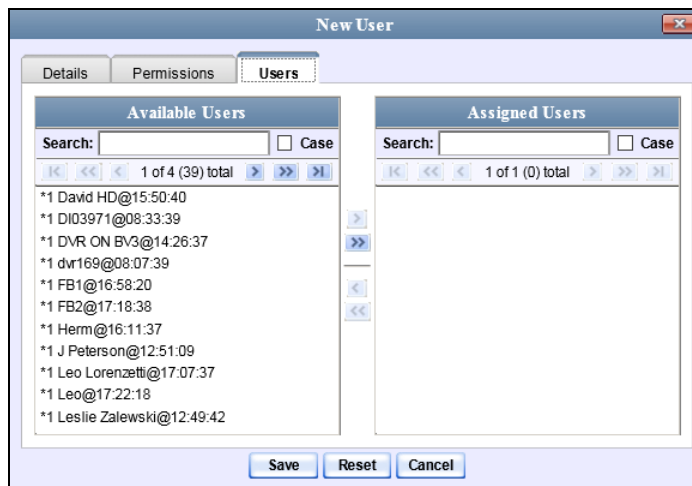 New User
Details Permissions Users
Available Users
Search: Case
1 of 4 (39) total
*1 David HD@15:50:40
*1 DI03971@08:33:39
*1 DVR ON BV3@14:26:37
*1 dvr169@08:07:39
*1 FB1@16:58:20
*1 FB2@17:18:38
*1 Herm@16:11:37
*1 J Peterson@12:51:09
*1 Leo Lorenzetti@17:07:37
*1 Leo@17:22:18
*1 Leslie Zalewski@12:49:42
Assigned Users
Search: Case
1 of 1 (0) total
Save Reset Cancel